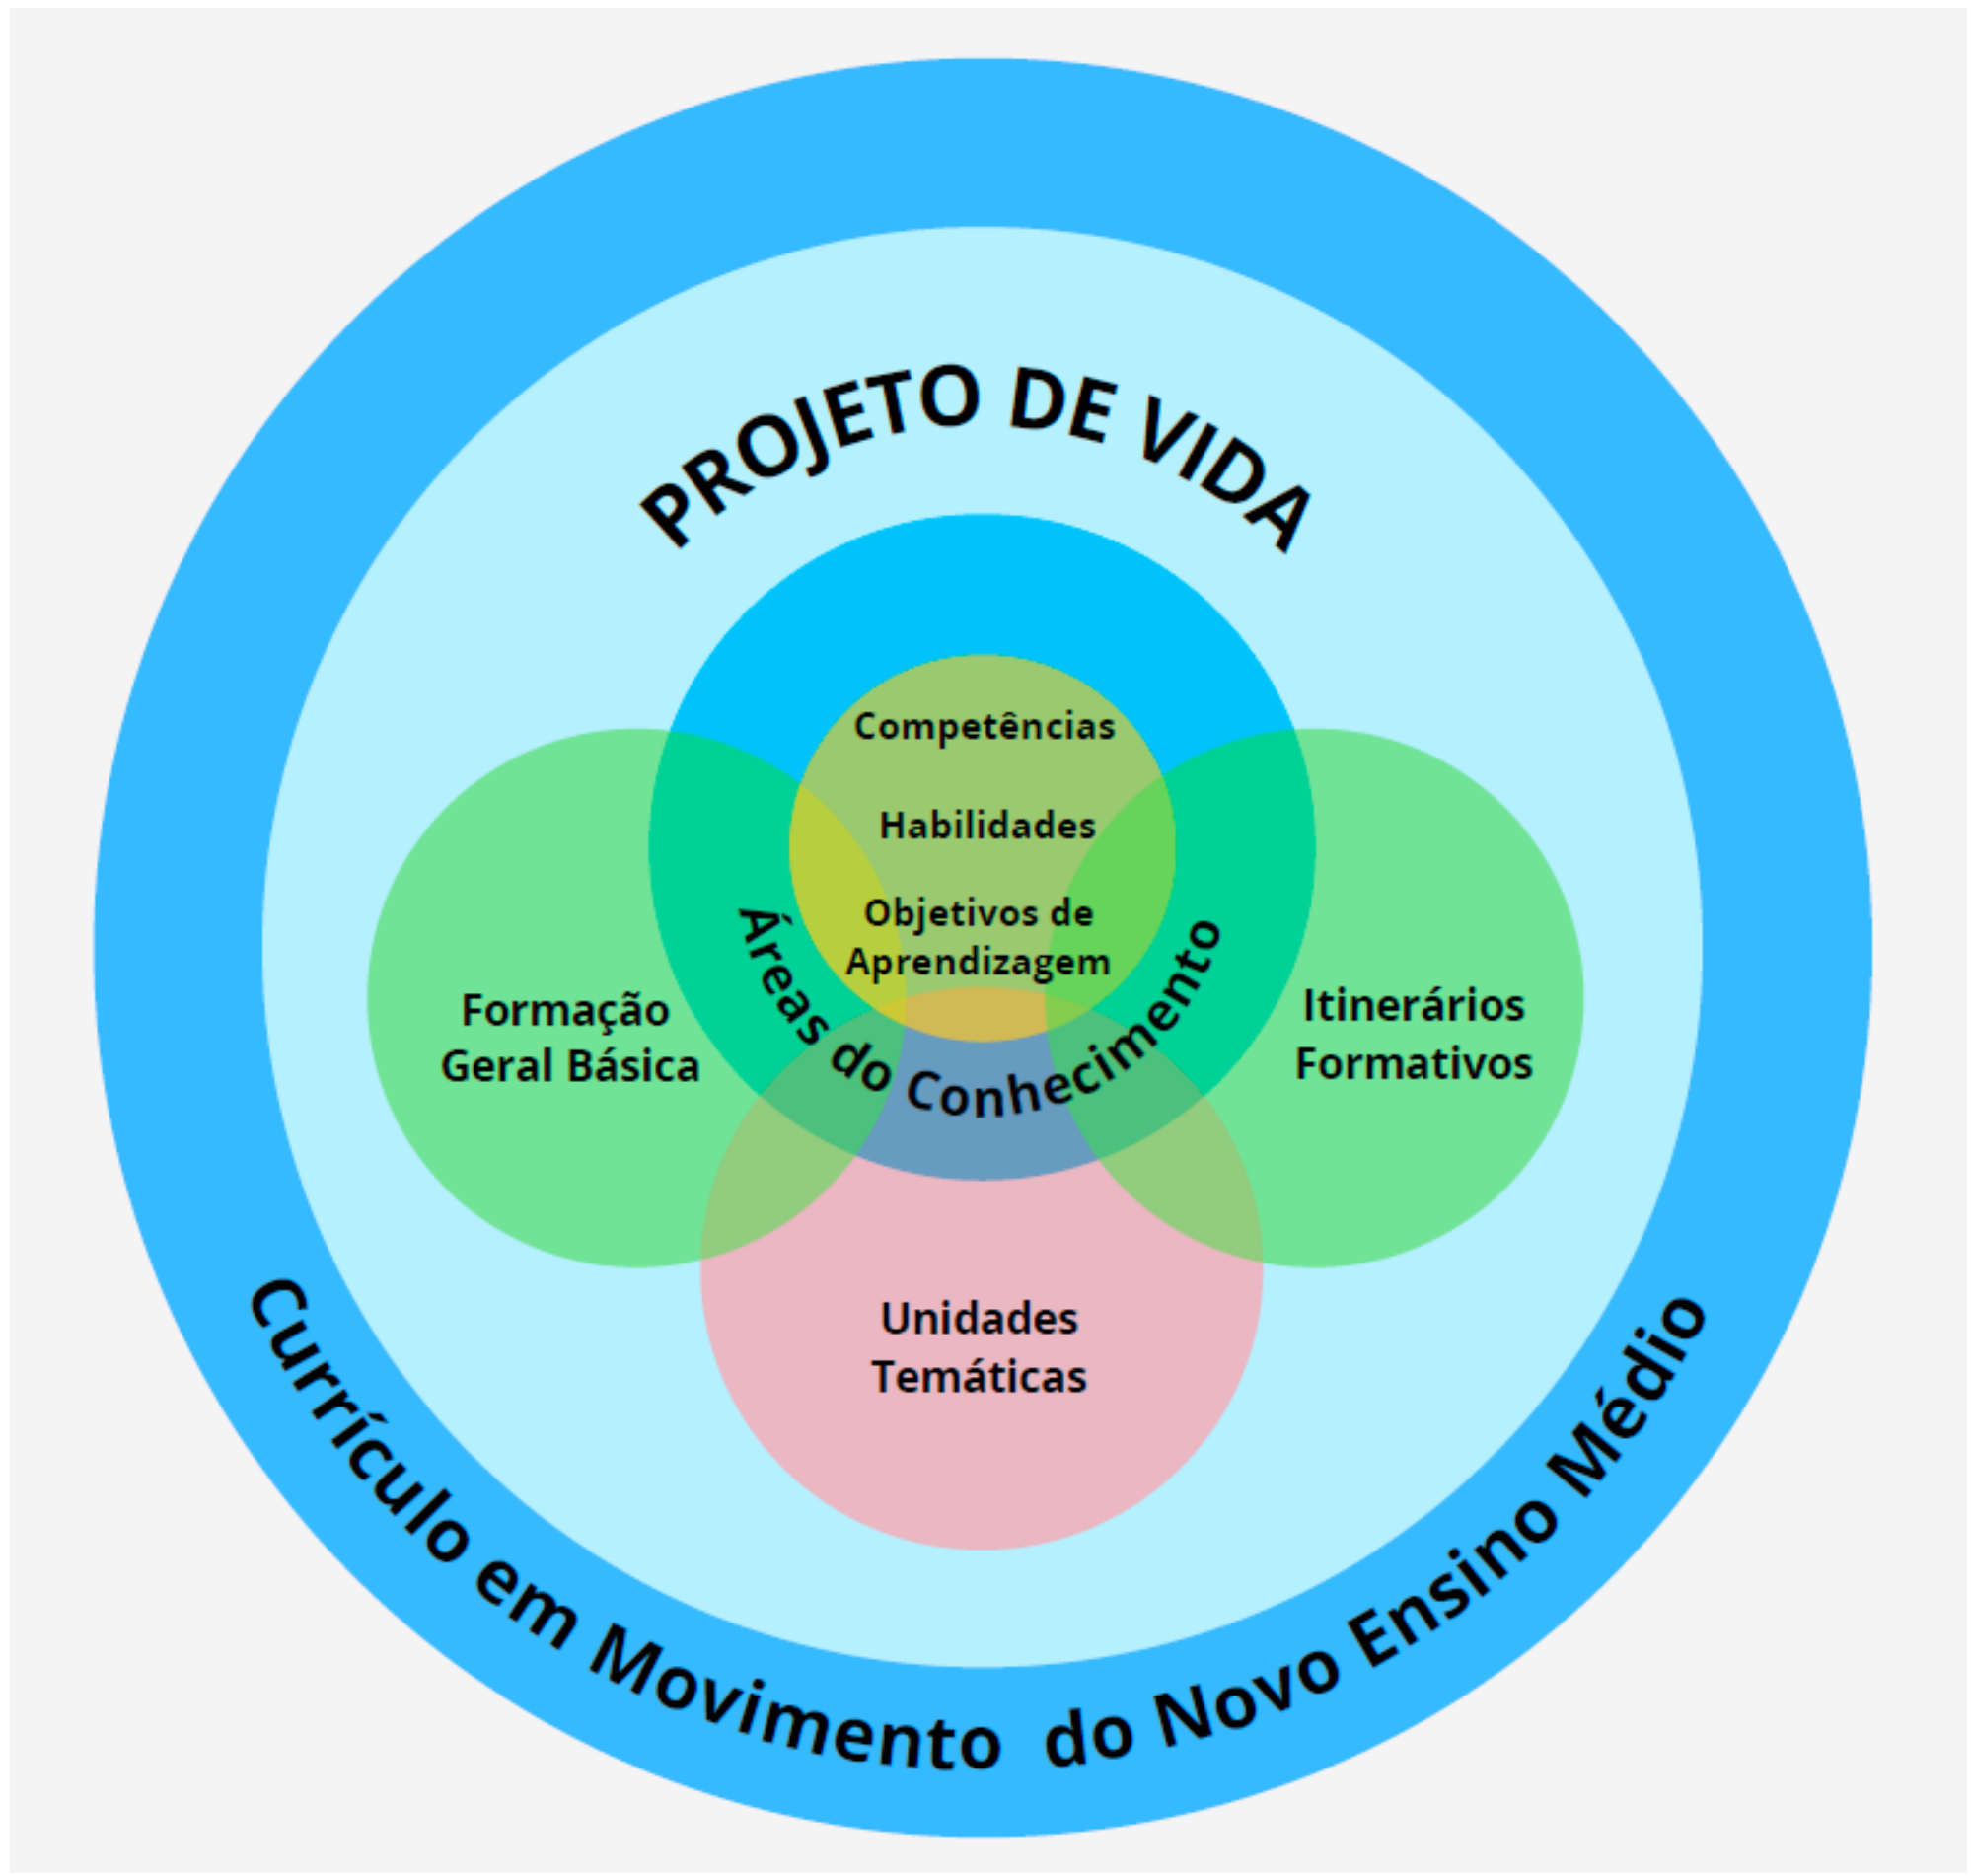 PROJETO DE VIDA
Competências
Habilidades
Objetivos de
Aprendizagem
Áreas do Conhecimento
Formação
Geral Básica
Itinerários
Formativos
Unidades
Temáticas
Currículo em Movimento do Novo Ensino Médio